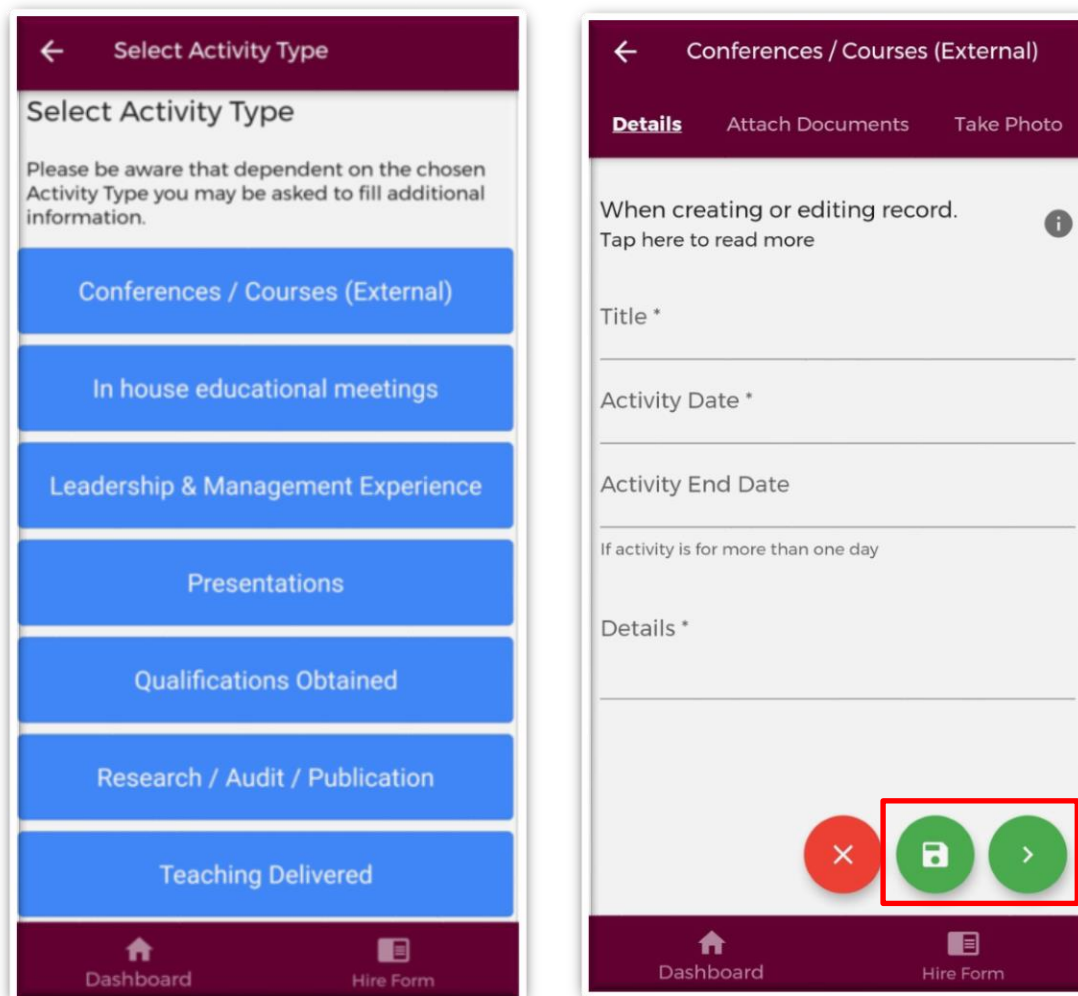 Select Activity Type
Select Activity Type
Please be aware that dependent on the chosen
Activity Type you may be asked to fill additional
information.
Conferences / Courses (External)
In house educational meetings
Leadership & Management Experience
Presentations
Qualifications Obtained
Research / Audit / Publication
Teaching Delivered
Dashboard
Hire Form
Conferences / Courses (External)
Details
Attach Documents
Take Photo
When creating or editing record.
Tap here to read more
Title *
Activity Date *
Activity End Date
If activity is for more than one day
Details *
Dashboard
Hire Form